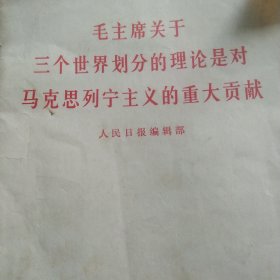 毛主席关于
三个世界划分的理论是对
马克思列宁主义的重大贡献
人民日报编辑部